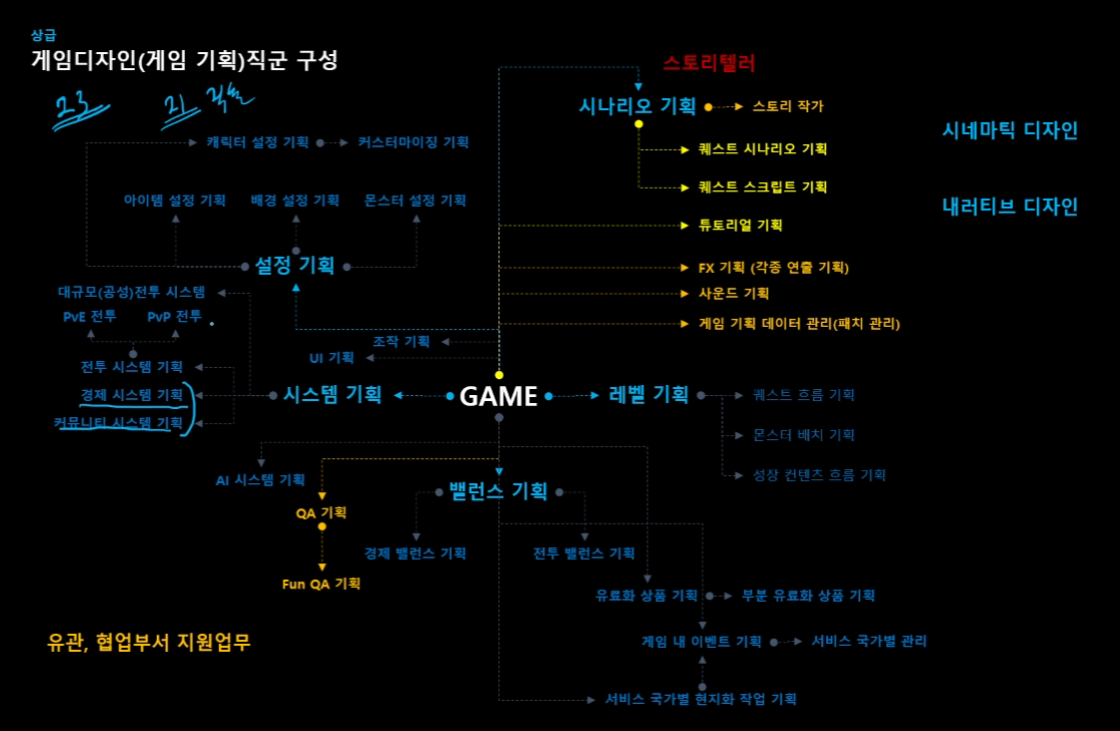 상급
게임디자인(게임 기획)직군 구성
23
21
스토리텔러
시나리오 기획
스토리 작가
시네마틱 디자인
캐릭터 설정 기획
커스터마이징 기획
퀘스트 시나리오 기획
퀘스트 스크립트 기획
아이템 설정 기획
배경 설정 기획
몬스터 설정 기획
내러티브 디자인
튜토리얼 기획
설정 기획
FX 기획 (각종 연출 기획)
대규모(공성)전투 시스템
사운드 기획
PvE 전투
PvP 전투
게임 기획 데이터 관리(패치 관리)
조작 기획
UI 기획
전투 시스템 기획
경제 시스템 기획
시스템 기획
GAME
레벨 기획
퀘스트 흐름 기획
커뮤니티 시스템 기획
몬스터 배치 기획
AI 시스템 기획
성장 컨텐츠 흐름 기획
밸런스 기획
QA 기획
경제 밸런스 기획
전투 밸런스 기획
Fun QA 기획
유료화 상품 기획
부분 유료화 상품 기획
유관, 협업부서 지원업무
게임 내 이벤트 기획
서비스 국가별 관리
서비스 국가별 현지화 작업 기획